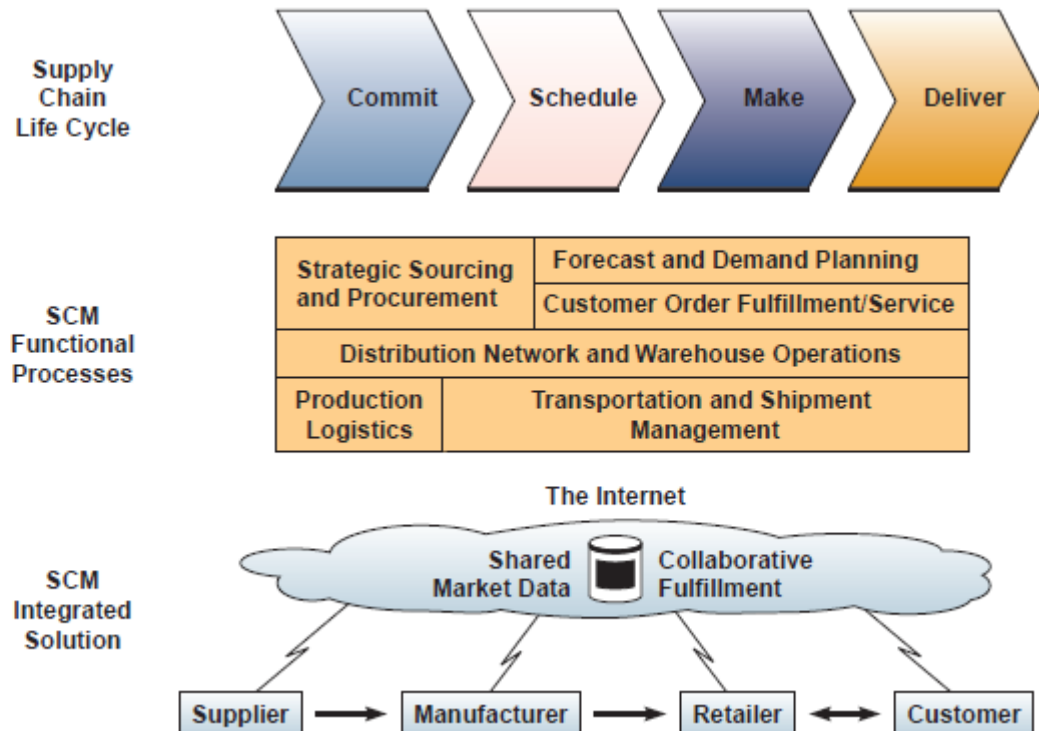 Supply
Chain
Life Cycle
Commit
Schedule
Make
Deliver
SCM
Functional
Processes
Strategic Sourcing
and Procurement
Forecast and Demand Planning
Customer Order Fulfillment/Service
Distribution Network and Warehouse Operations
Production
Logistics
Transportation and Shipment
Management
SCM
Integrated
Solution
The Internet
Shared
Market Data
Collaborative
Fulfillment
Supplier
Manufacturer
Retailer
Customer